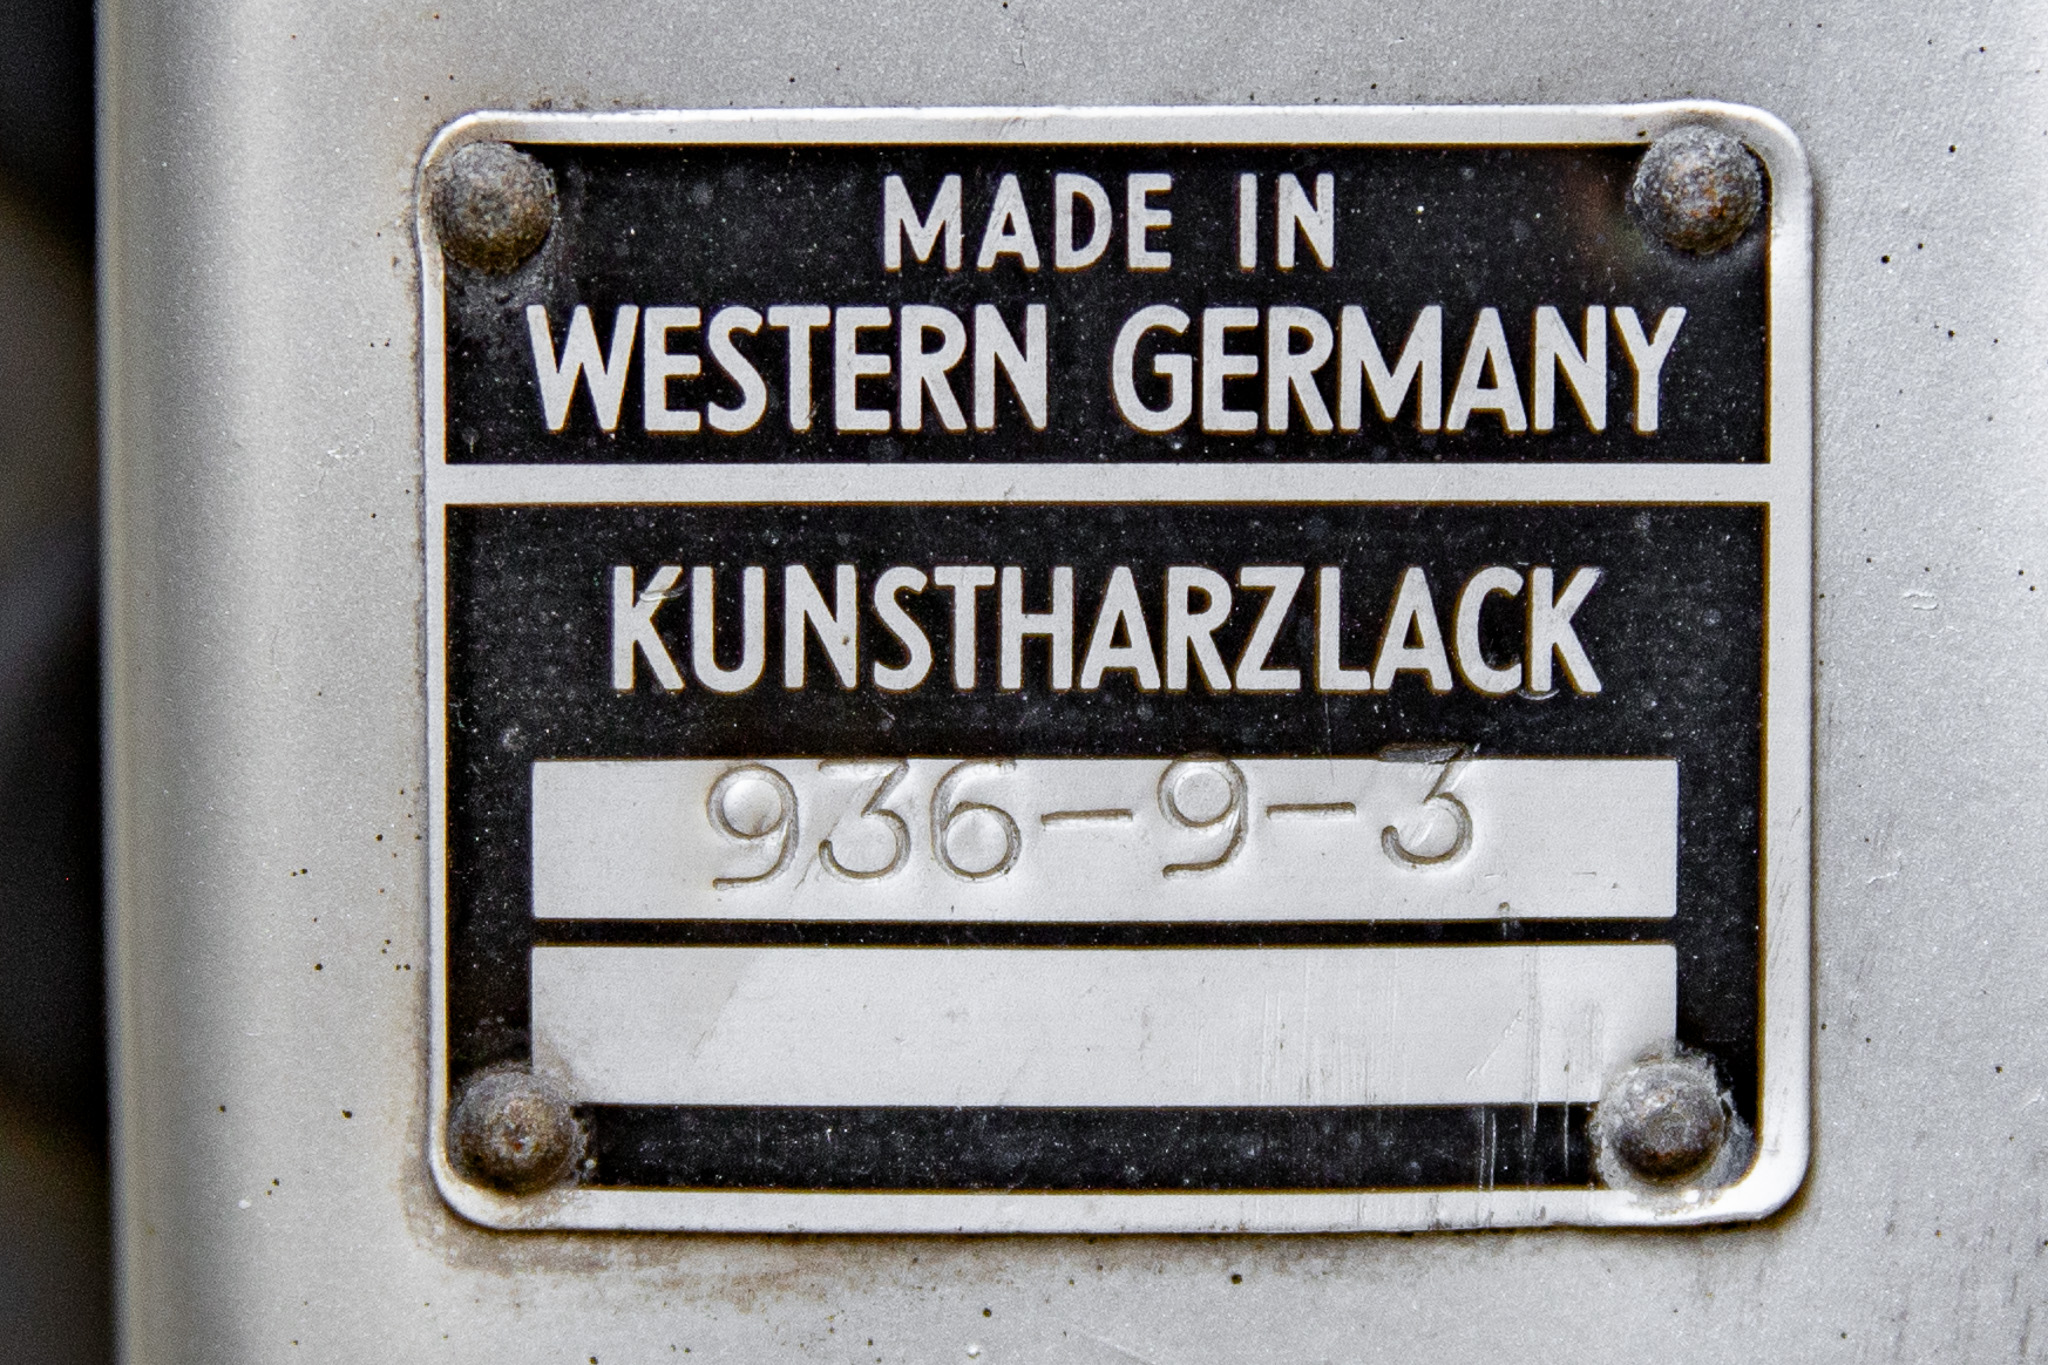 MADE IN
WESTERN GERMANY
KUNSTHARZLACK
936-9-3